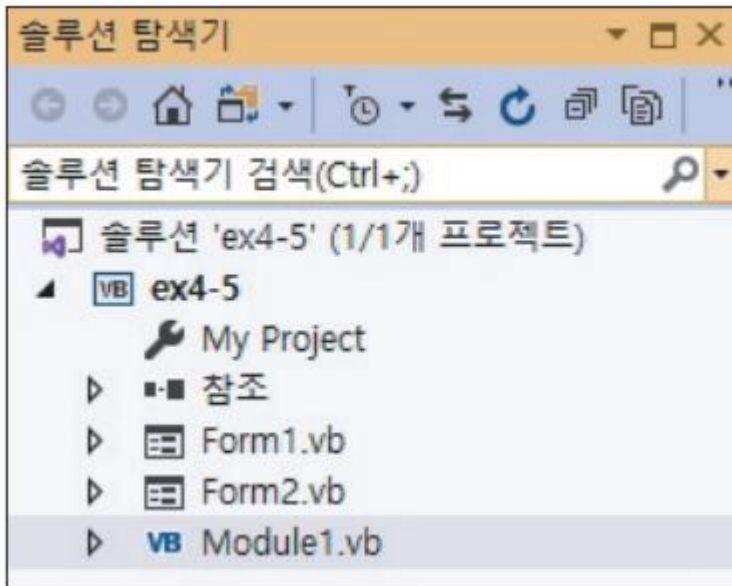 솔루션 탐색기
솔루션 탐색기 검색(Ctrl+;)
솔루션 'ex4-5' (1/1개 프로젝트)
VB ex4-5
My Project
참조
Form1.vb
Form2.vb
VB Module1.vb